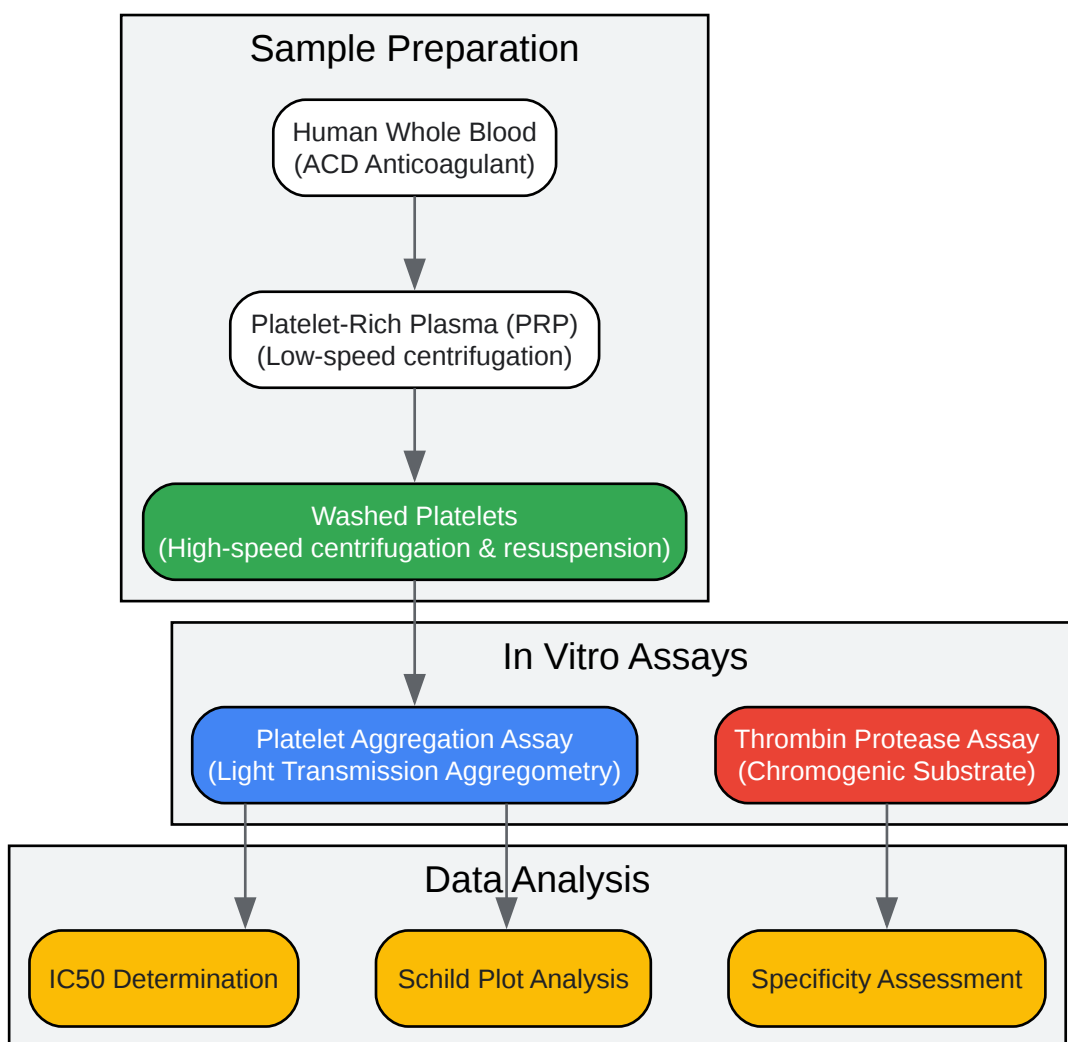 Sample Preparation
Human Whole Blood
(ACD Anticoagulant)
Platelet-Rich Plasma (PRP)
(Low-speed centrifugation)
Washed Platelets
(High-speed centrifugation & resuspension)
In Vitro Assays
Platelet Aggregation Assay
(Light Transmission Aggregometry)
Thrombin Protease Assay
(Chromogenic Substrate)
Data Analysis
IC50 Determination
Schild Plot Analysis
Specificity Assessment